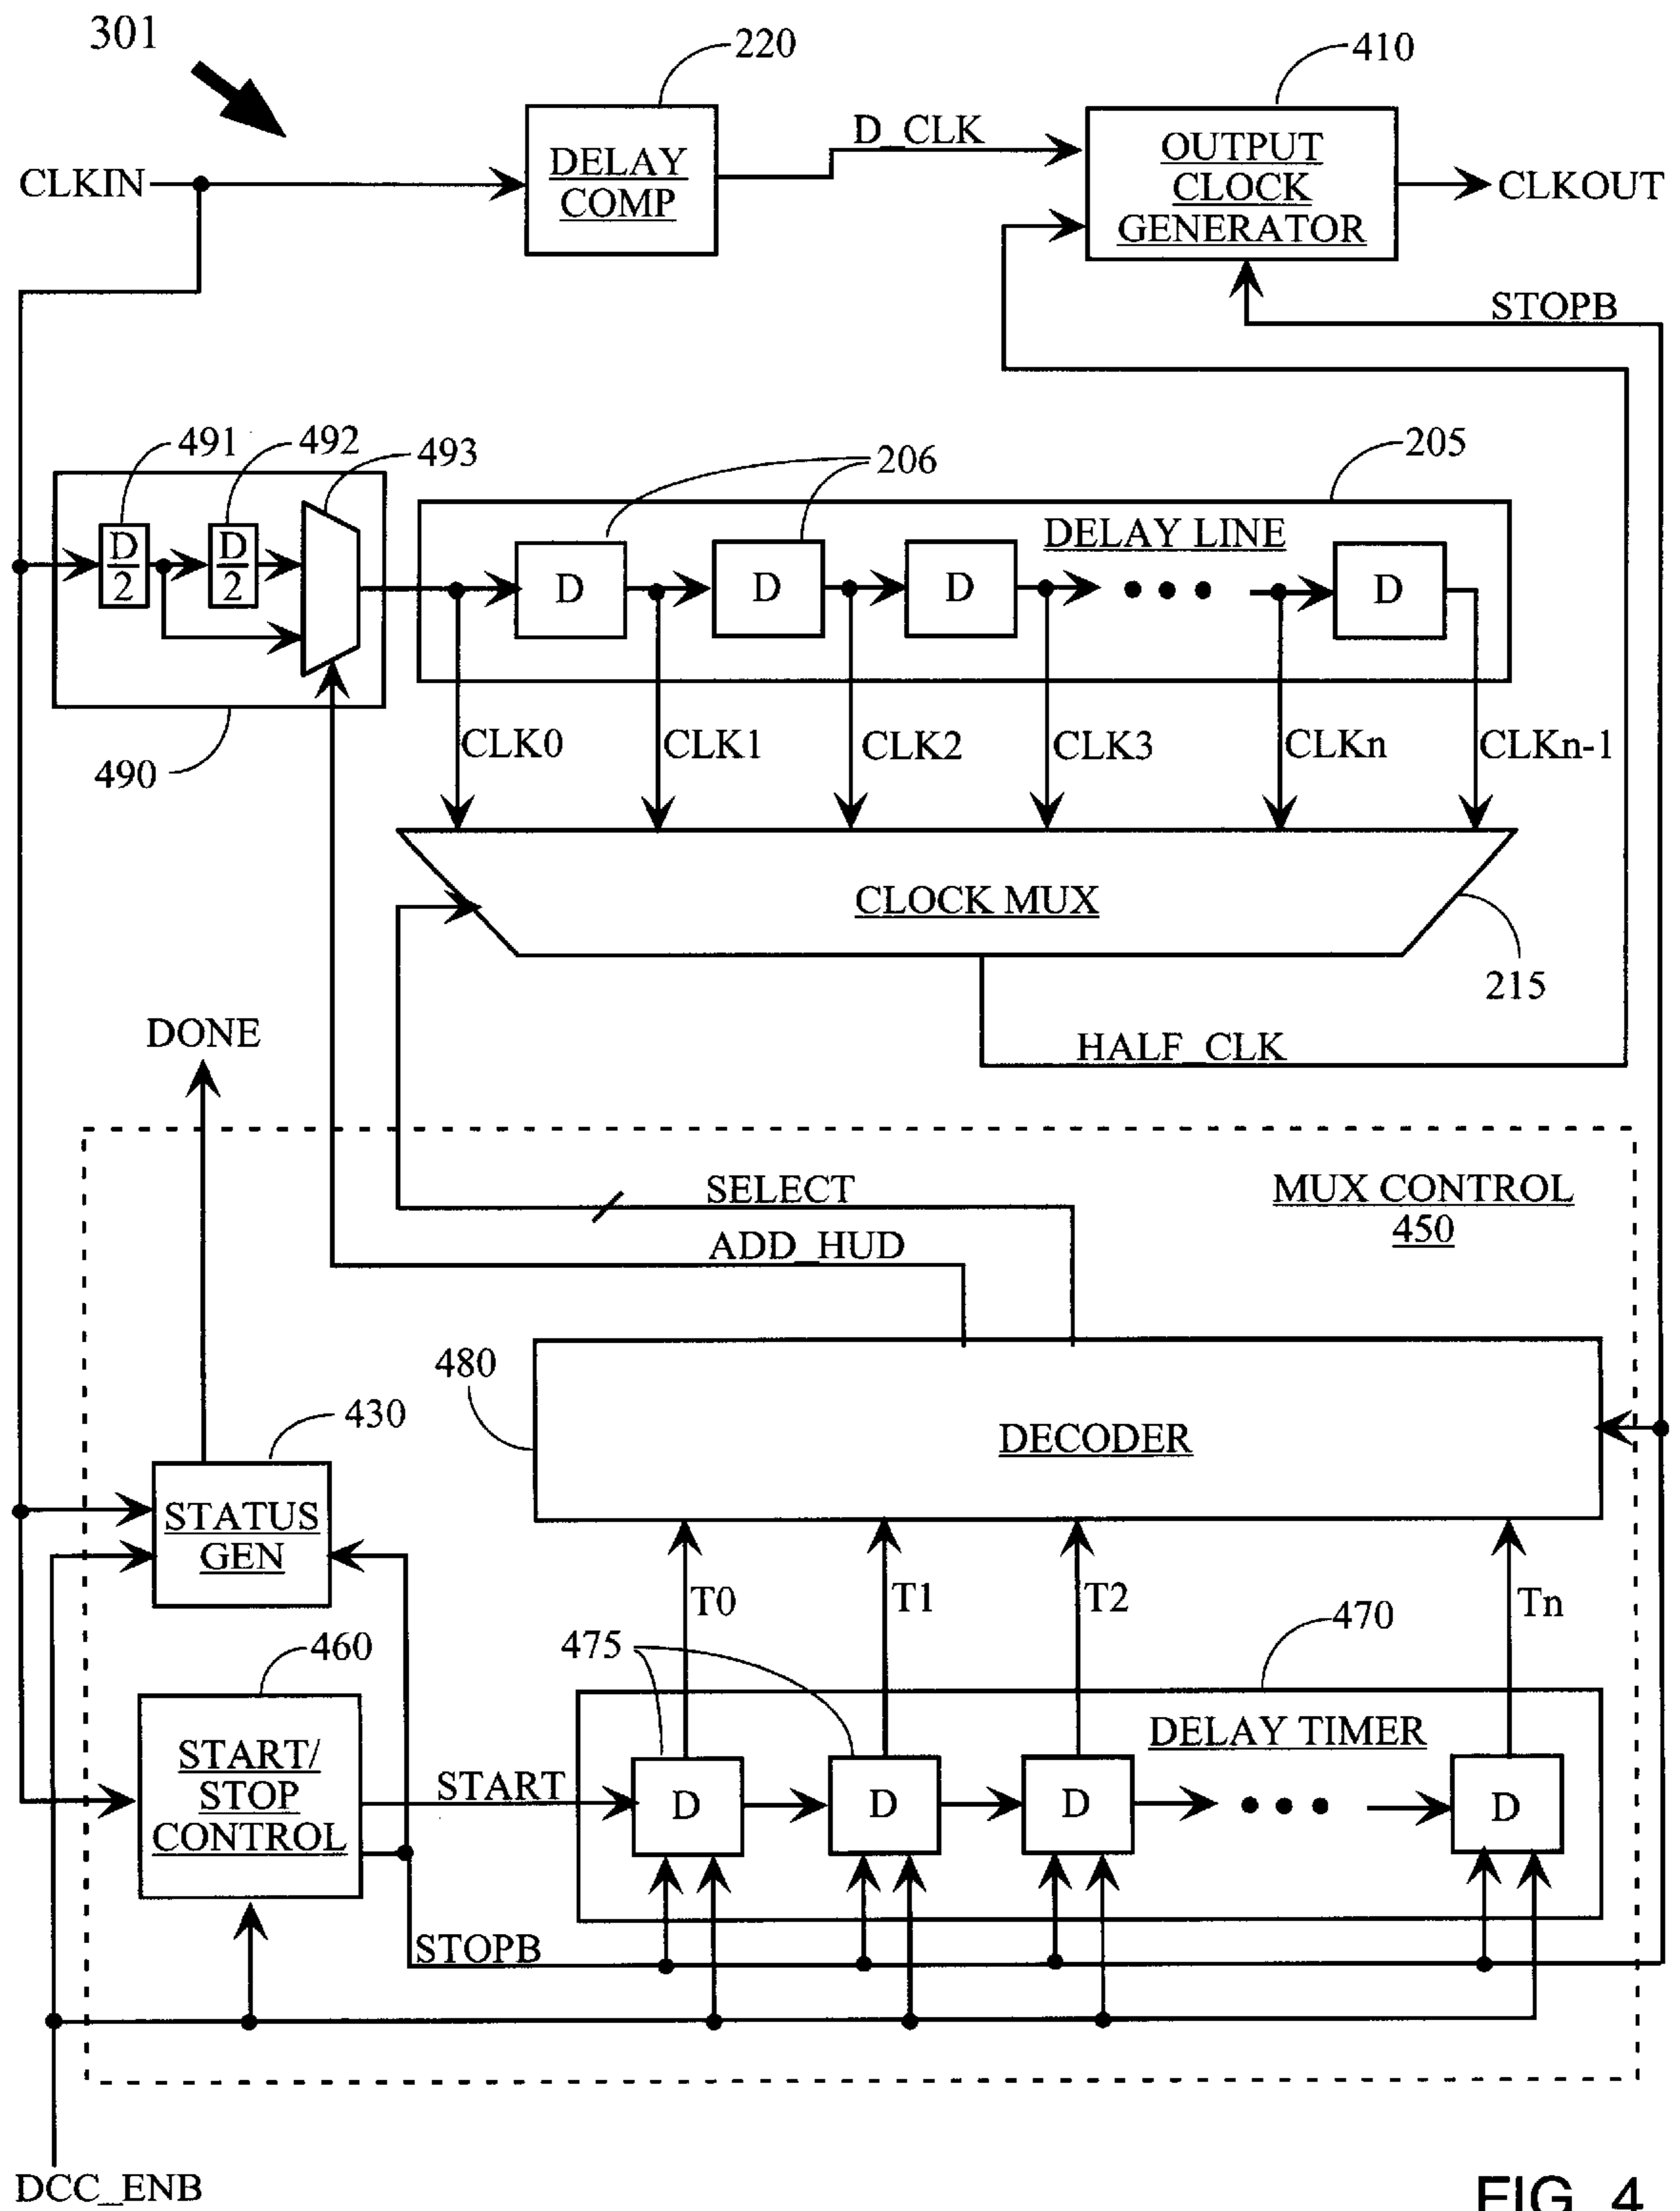 301
220
410
CLKIN
DELAY
COMP
D_CLK
OUTPUT
CLOCK
GENERATOR
CLKOUT
STOPB
491
492
493
206
205
D
2
D
2
DELAY LINE
D
D
D
D
490
CLK0
CLK1
CLK2
CLK3
CLKn
CLKn-1
CLOCK MUX
215
DONE
HALF_CLK
SELECT
MUX CONTROL
450
ADD_HUD
480
DECODER
430
STATUS
GEN
T0
T1
T2
Tn
460
475
470
START/
STOP
CONTROL
START
DELAY TIMER
D
D
D
D
STOPB
DCC_ENB
FIG. 4